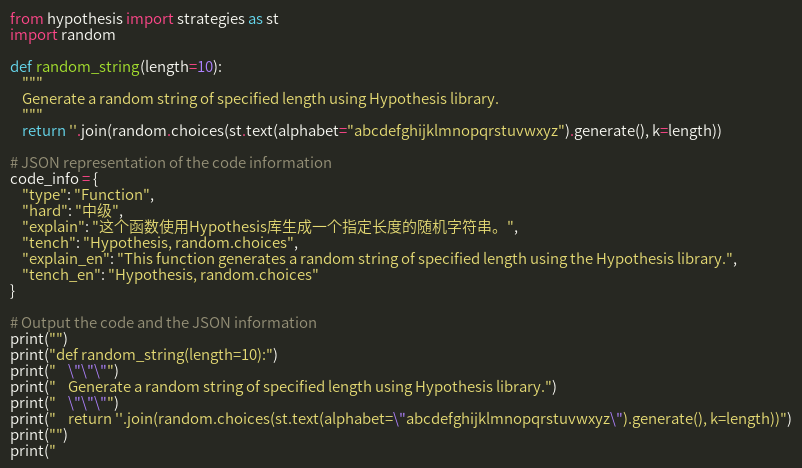 from hypothesis import strategies as st
import random

def random_string(length=10):
    """
    Generate a random string of specified length using Hypothesis library.
    """
    return ''.join(random.choices(st.text(alphabet="abcdefghijklmnopqrstuvwxyz").generate(), k=length))

# JSON representation of the code information
code_info = {
    "type": "Function",
    "hard": "中级",
    "explain": "这个函数使用Hypothesis库生成一个指定长度的随机字符串。",
    "tench": "Hypothesis, random.choices",
    "explain_en": "This function generates a random string of specified length using the Hypothesis library.",
    "tench_en": "Hypothesis, random.choices"
}

# Output the code and the JSON information
print("")
print("def random_string(length=10):")
print("    \"\"\"")
print("    Generate a random string of specified length using Hypothesis library.")
print("    \"\"\"")
print("    return ''.join(random.choices(st.text(alphabet=\"abcdefghijklmnopqrstuvwxyz\").generate(), k=length))")
print("")
print("